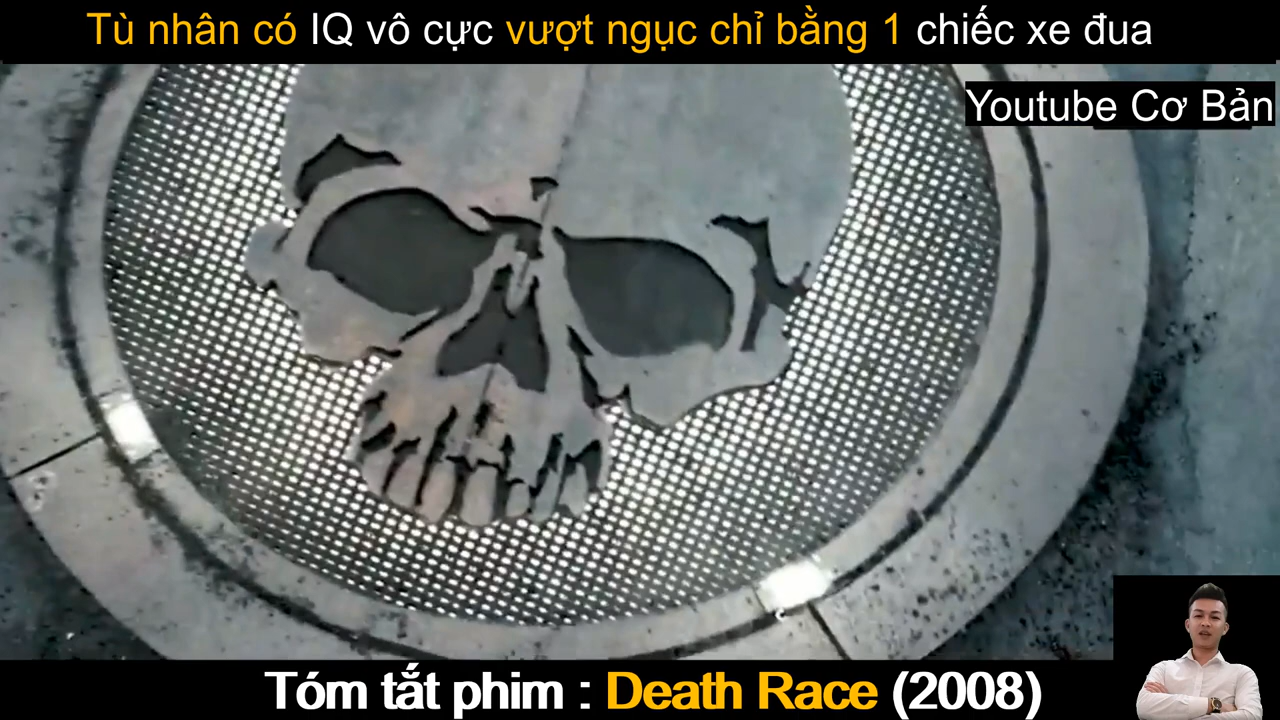 Tù nhân có IQ vô cực vượt ngục chỉ bằng 1 chiếc xe đua
Youtube Cơ Bản
Tóm tắt phim : Death Race (2008)